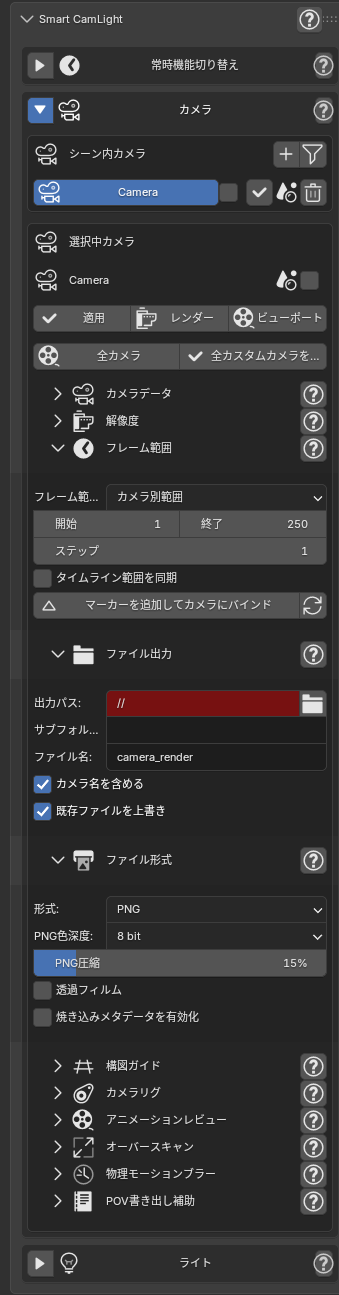 Smart CamLight
常時機能切り替え
カメラ
シーン内カメラ
Camera
選択中カメラ
Camera
適用 レンダー ビューポート
全カメラ 全カスタムカメラを...
カメラデータ
解像度
フレーム範囲
フレーム範... カメラ別範囲
開始 1 終了 250
ステップ 1
タイムライン範囲を同期
マーカーを追加してカメラにバインド
ファイル出力
出力パス: //
サブフォル...
ファイル名: camera_render
カメラ名を含める
既存ファイルを上書き
ファイル形式
形式: PNG
PNG色深度: 8 bit
PNG圧縮 15%
透過フィルム
焼き込みメタデータを有効化
構図ガイド
カメラリグ
アニメーションレビュー
オーバースキャン
物理モーションブラー
POV書き出し補助
ライト